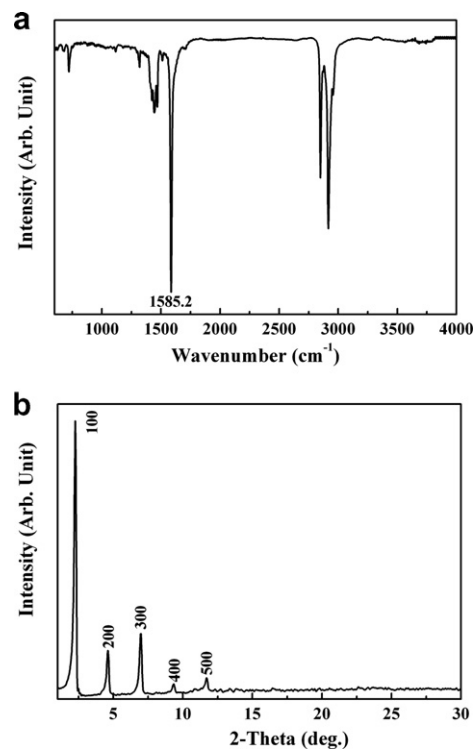 a
Intensity (Arb. Unit)
1585.2
1000 1500 2000 2500 3000 3500 4000
Wavenumber (cm⁻¹)
b
Intensity (Arb. Unit)
100
200
300
400
500
5 10 15 20 25 30
2-Theta (deg.)